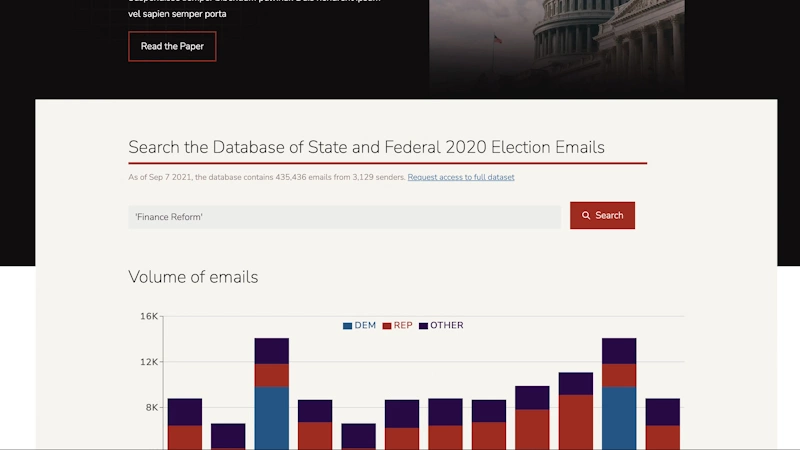 vel sapien semper porta
Read the Paper
Search the Database of State and Federal 2020 Election Emails
As of Sep 7 2021, the database contains 435,436 emails from 3,129 senders. Request access to full dataset
'Finance Reform'
Search
Volume of emails
16K
DEM REP OTHER
12K
8K